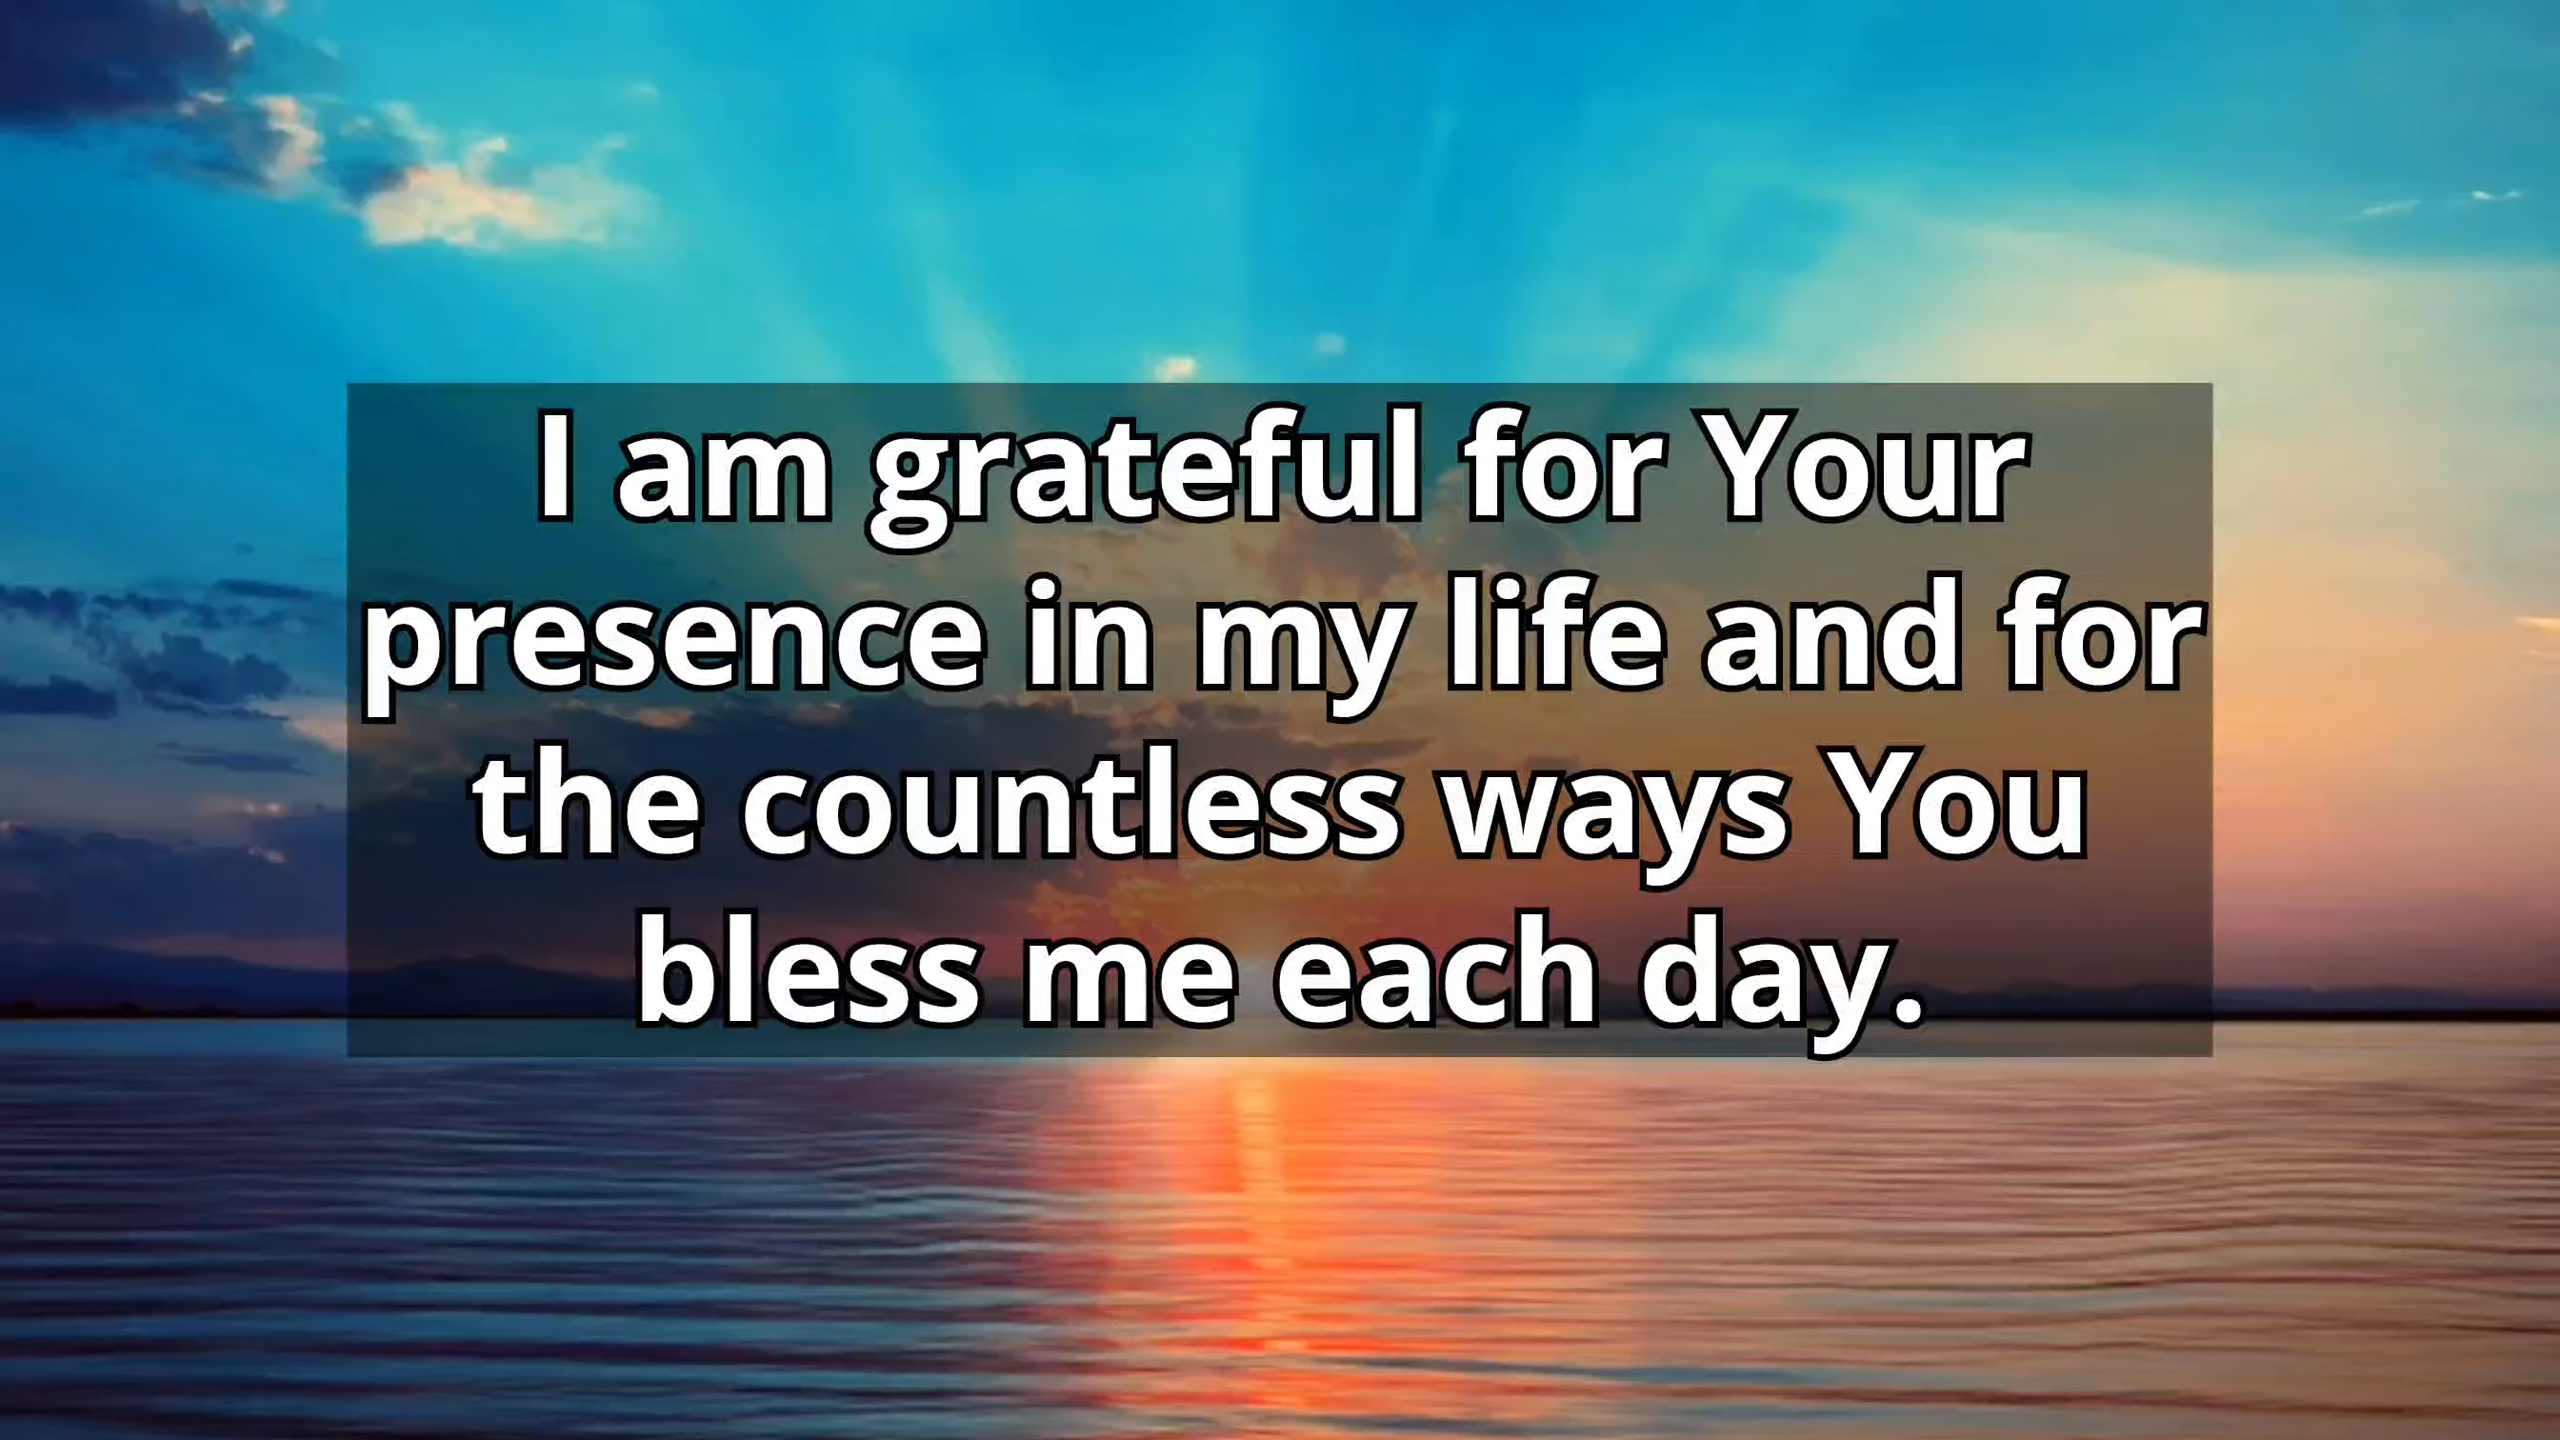 I am grateful for Your
presence in my life and for
the countless ways You
bless me each day.